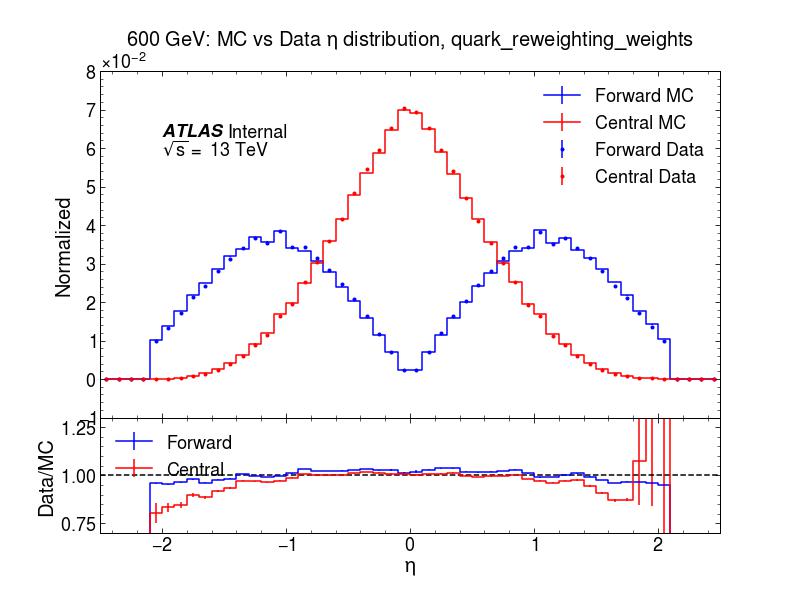 600 GeV: MC vs Data η distribution, quark_reweighting_weights
×10⁻²
8
7
6
5
4
3
2
1
0
−1
Normalized
ATLAS Internal
√s = 13 TeV
Forward MC
Central MC
Forward Data
Central Data
1.25
1.00
0.75
Data/MC
Forward
Central
−2
−1
0
1
2
η